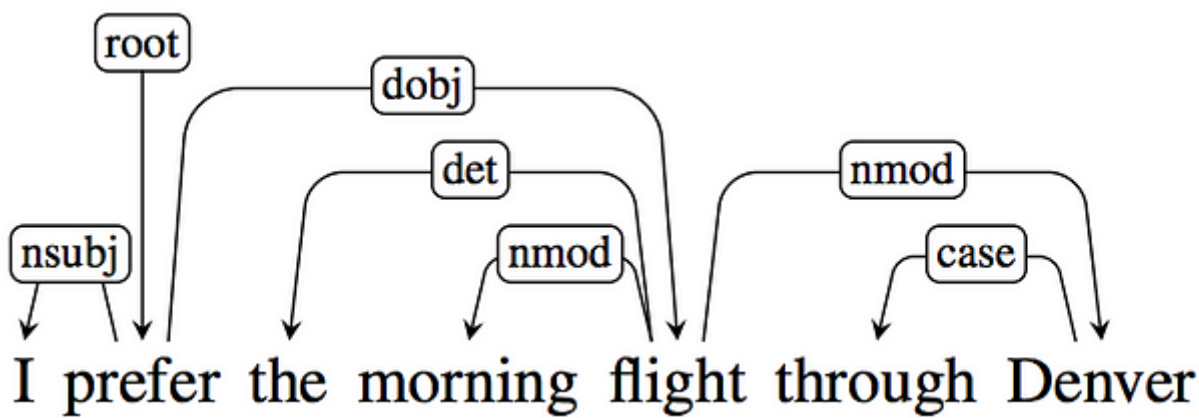 root
dobj
det
nmod
nsubj
nmod
case
I prefer the morning flight through Denver